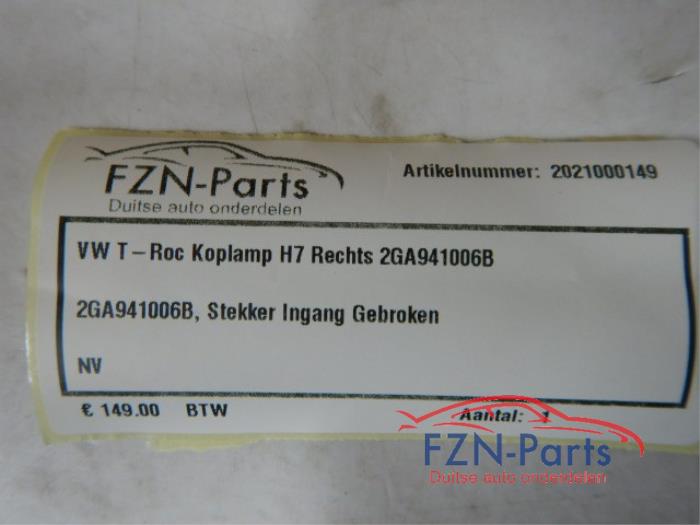 FZN-Parts
Duitse auto onderdelen
Artikelnummer: 2021000149
VW T-Roc Koplamp H7 Rechts 2GA941006B
2GA941006B, Stekker Ingang Gebroken
NV
€ 149.00 BTW
Aantal: 1
FZN-Parts
Duitse auto onderdelen